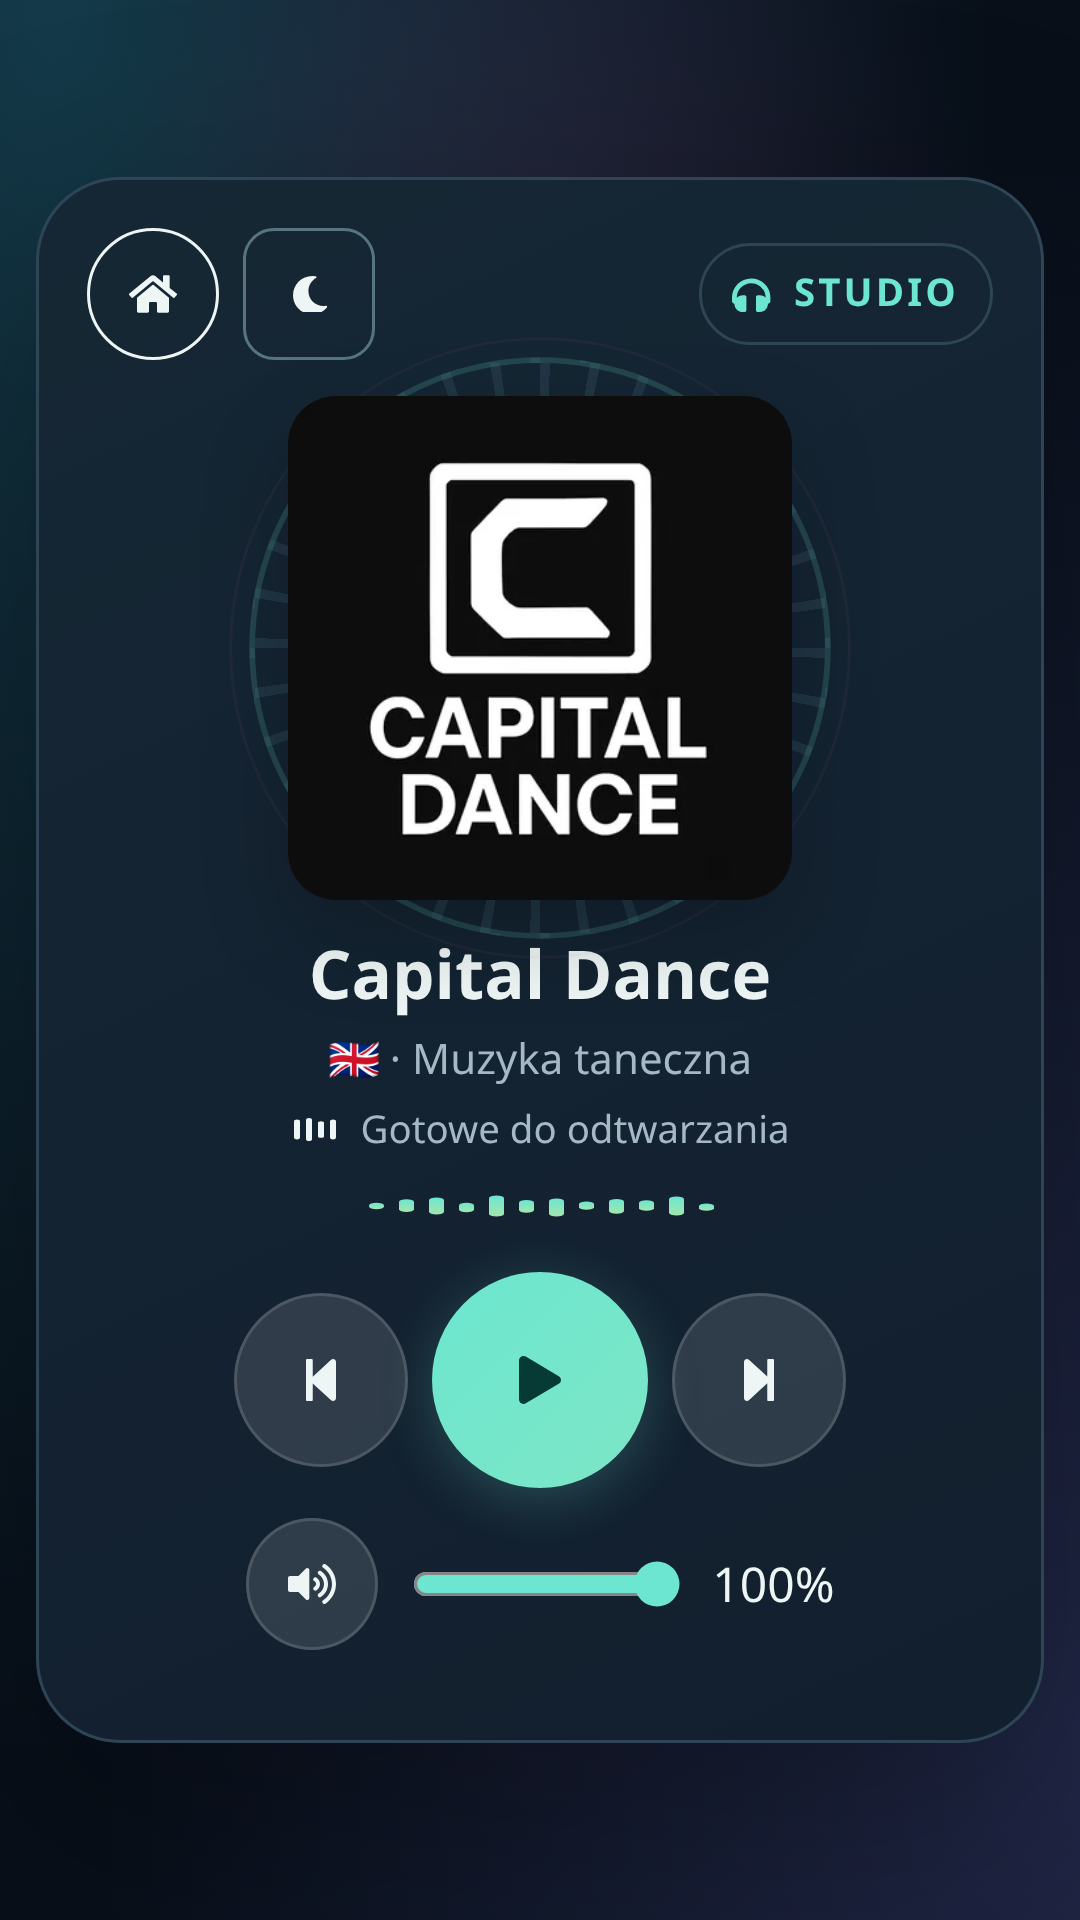 STUDIO
CAPITAL
DANCE
Capital Dance
🇬🇧 · Muzyka taneczna
Gotowe do odtwarzania
100%